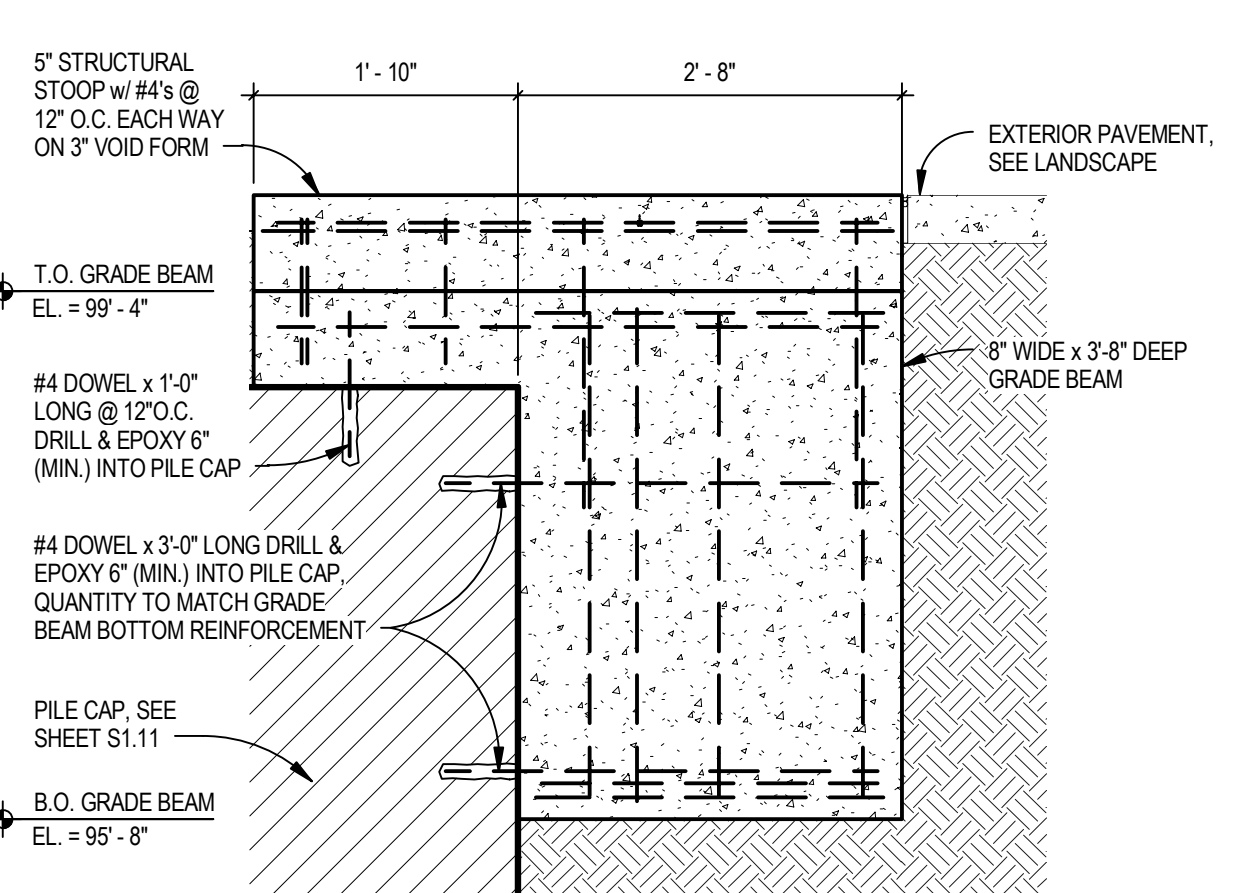 5" STRUCTURAL
STOOP w/ #4's @
12" O.C. EACH WAY
ON 3" VOID FORM
1' - 10"
2' - 8"
EXTERIOR PAVEMENT,
SEE LANDSCAPE
T.O. GRADE BEAM
EL. = 99' - 4"
8" WIDE x 3'-8" DEEP
GRADE BEAM
#4 DOWEL x 1'-0"
LONG @ 12"O.C.
DRILL & EPOXY 6"
(MIN.) INTO PILE CAP
#4 DOWEL x 3'-0" LONG DRILL &
EPOXY 6" (MIN.) INTO PILE CAP,
QUANTITY TO MATCH GRADE
BEAM BOTTOM REINFORCEMENT
PILE CAP, SEE
SHEET S1.11
B.O. GRADE BEAM
EL. = 95' - 8"